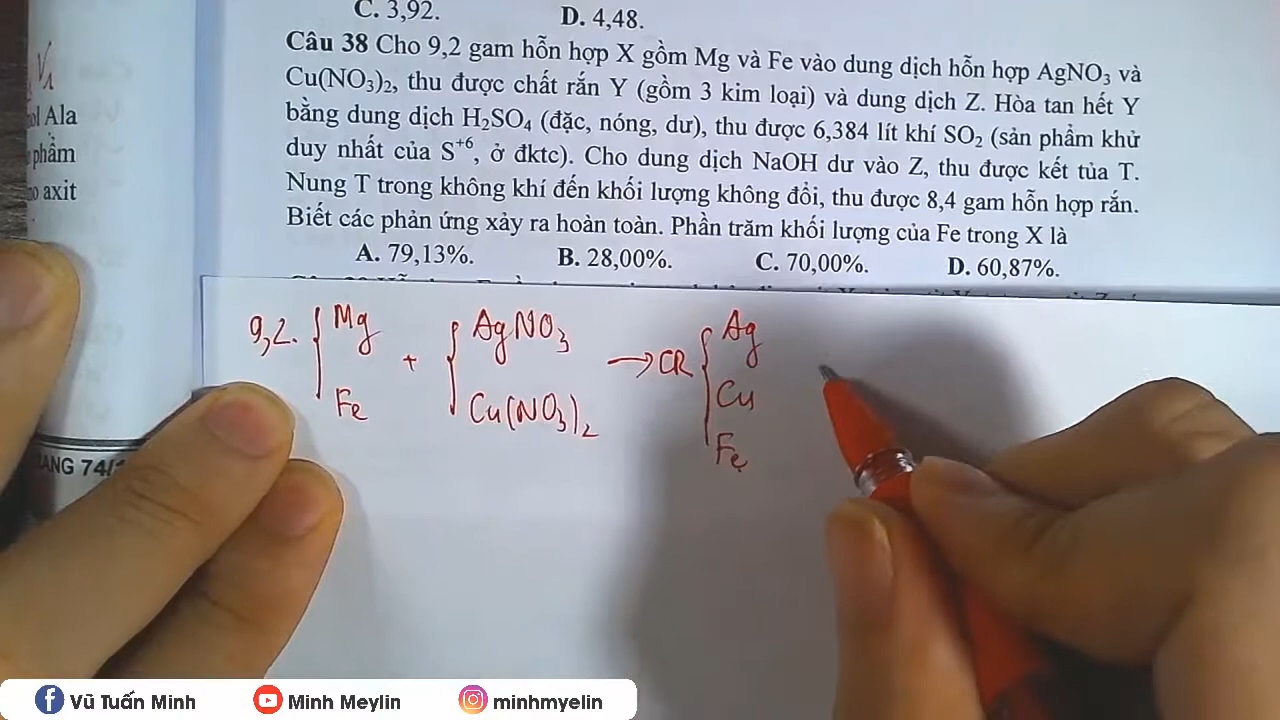 C. 3,92. D. 4,48.
Câu 38 Cho 9,2 gam hỗn hợp X gồm Mg và Fe vào dung dịch hỗn hợp AgNO₃ và
Cu(NO₃)₂, thu được chất rắn Y (gồm 3 kim loại) và dung dịch Z. Hòa tan hết Y
bằng dung dịch H₂SO₄ (đặc, nóng, dư), thu được 6,384 lít khí SO₂ (sản phẩm khử
duy nhất của S⁺⁶, ở đktc). Cho dung dịch NaOH dư vào Z, thu được kết tủa T.
Nung T trong không khí đến khối lượng không đổi, thu được 8,4 gam hỗn hợp rắn.
Biết các phản ứng xảy ra hoàn toàn. Phần trăm khối lượng của Fe trong X là
A. 79,13%. B. 28,00%. C. 70,00%. D. 60,87%.
Ala
phẩm
axit
ANG 74/
9,2. { Mg Fe + { AgNO₃ Cu(NO₃)₂ → CR { Ag Cu Fe
Vũ Tuấn Minh Minh Meylin minhmyelin